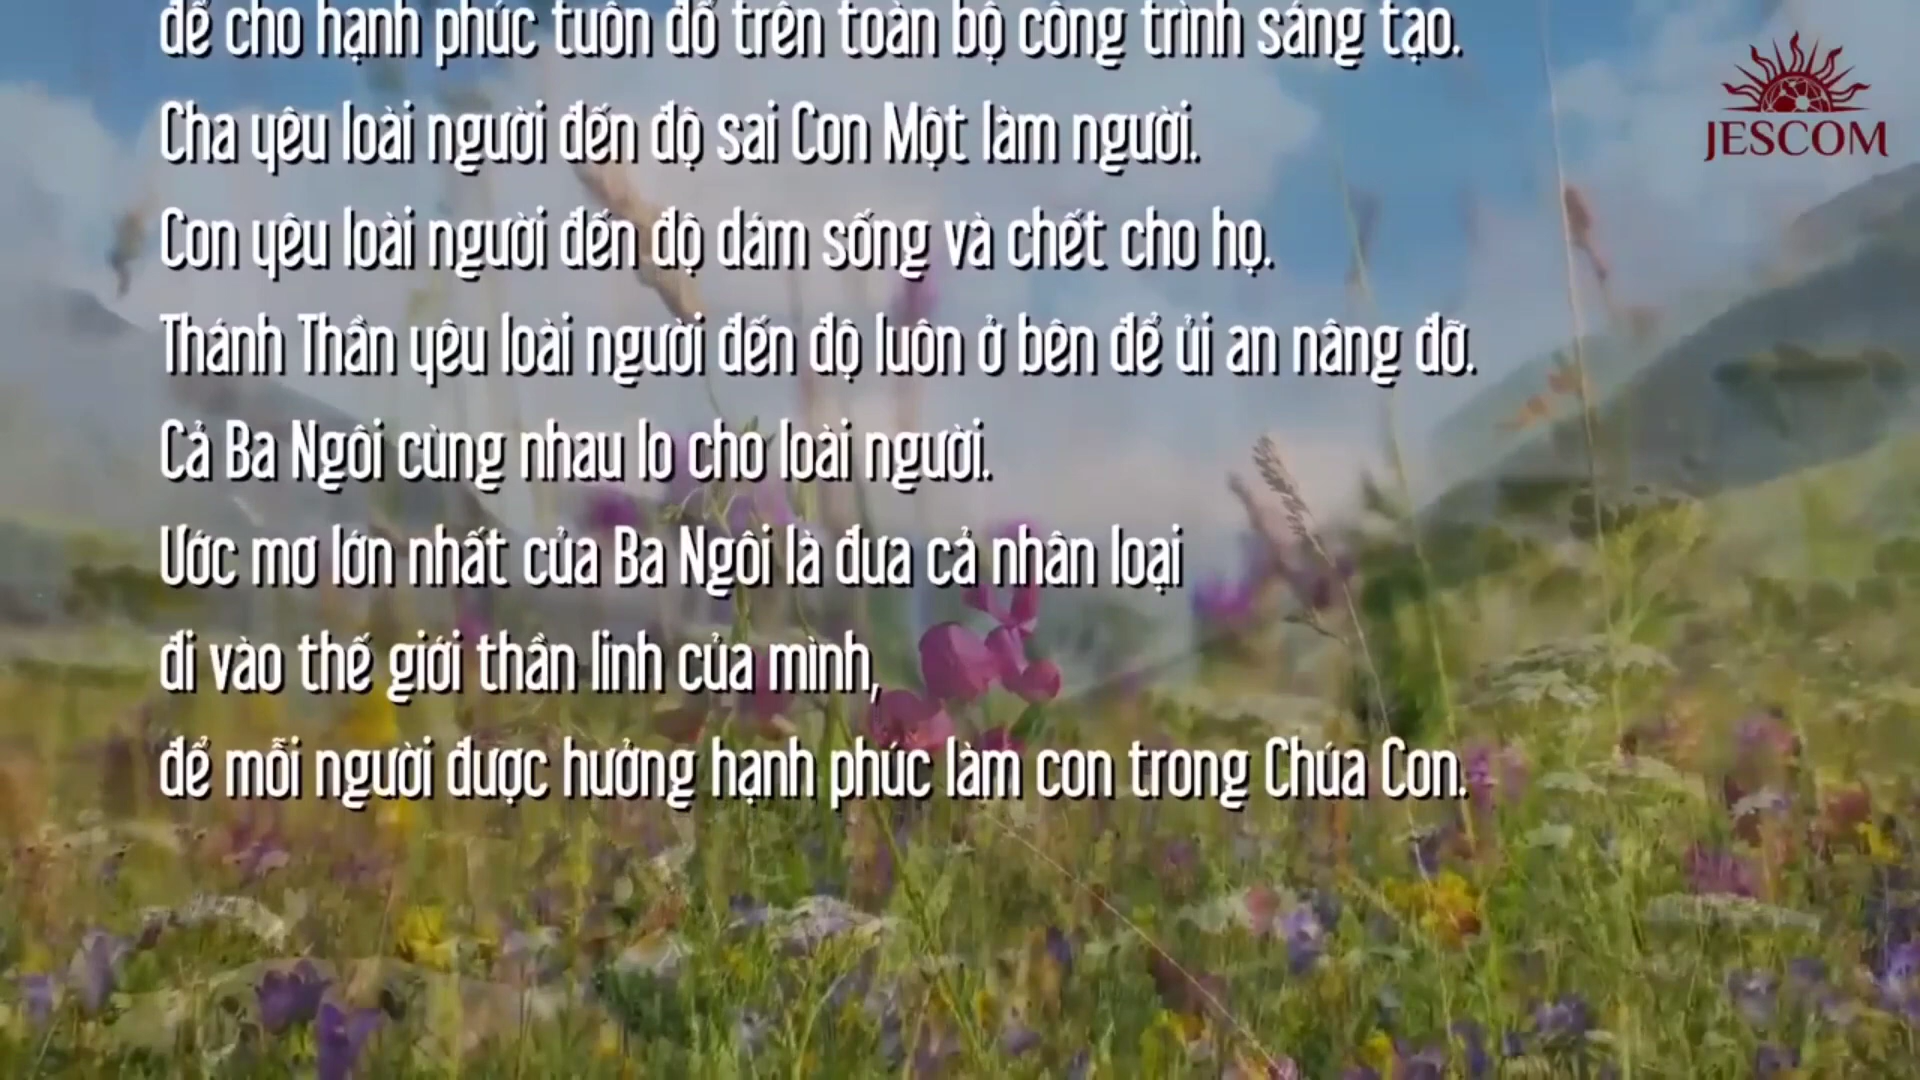 để cho hạnh phúc tuôn đổ trên toàn bộ công trình sáng tạo.
Cha yêu loài người đến độ sai Con Một làm người.
Con yêu loài người đến độ dám sống và chết cho họ.
Thánh Thần yêu loài người đến độ luôn ở bên để ủi an nâng đỡ.
Cả Ba Ngôi cùng nhau lo cho loài người.
Ước mơ lớn nhất của Ba Ngôi là đưa cả nhân loại
đi vào thế giới thần linh của mình,
để mỗi người được hưởng hạnh phúc làm con trong Chúa Con.
JESCOM